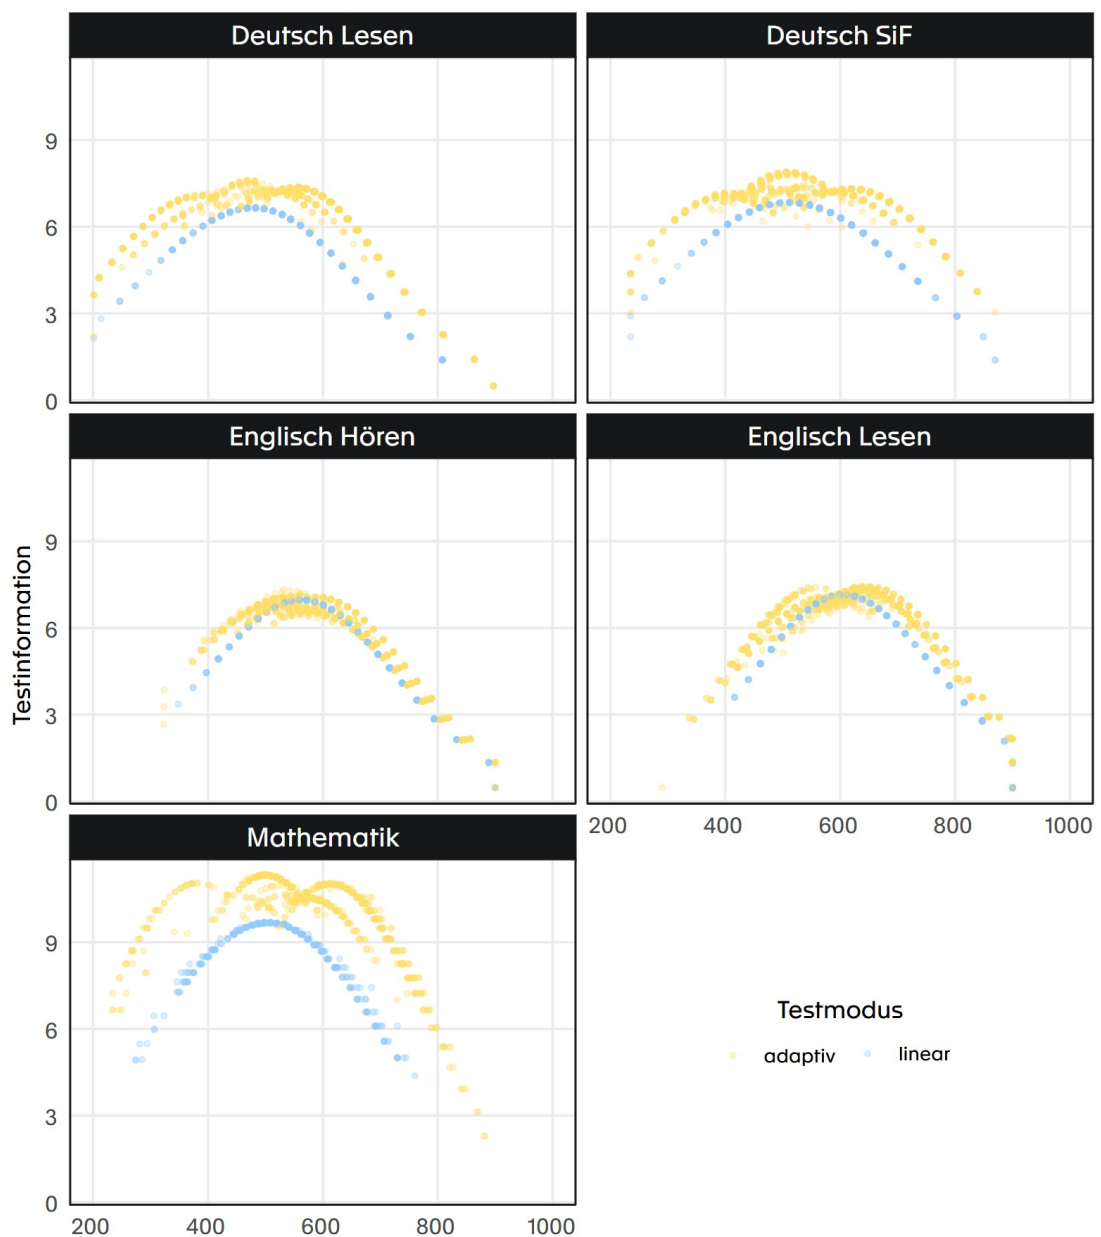 Deutsch Lesen
Deutsch SiF
9
6
3
0
Englisch Hören
Englisch Lesen
Testinformation
9
6
3
0
200 400 600 800 1000
Mathematik
9
6
3
0
200 400 600 800 1000
Testmodus
adaptiv linear